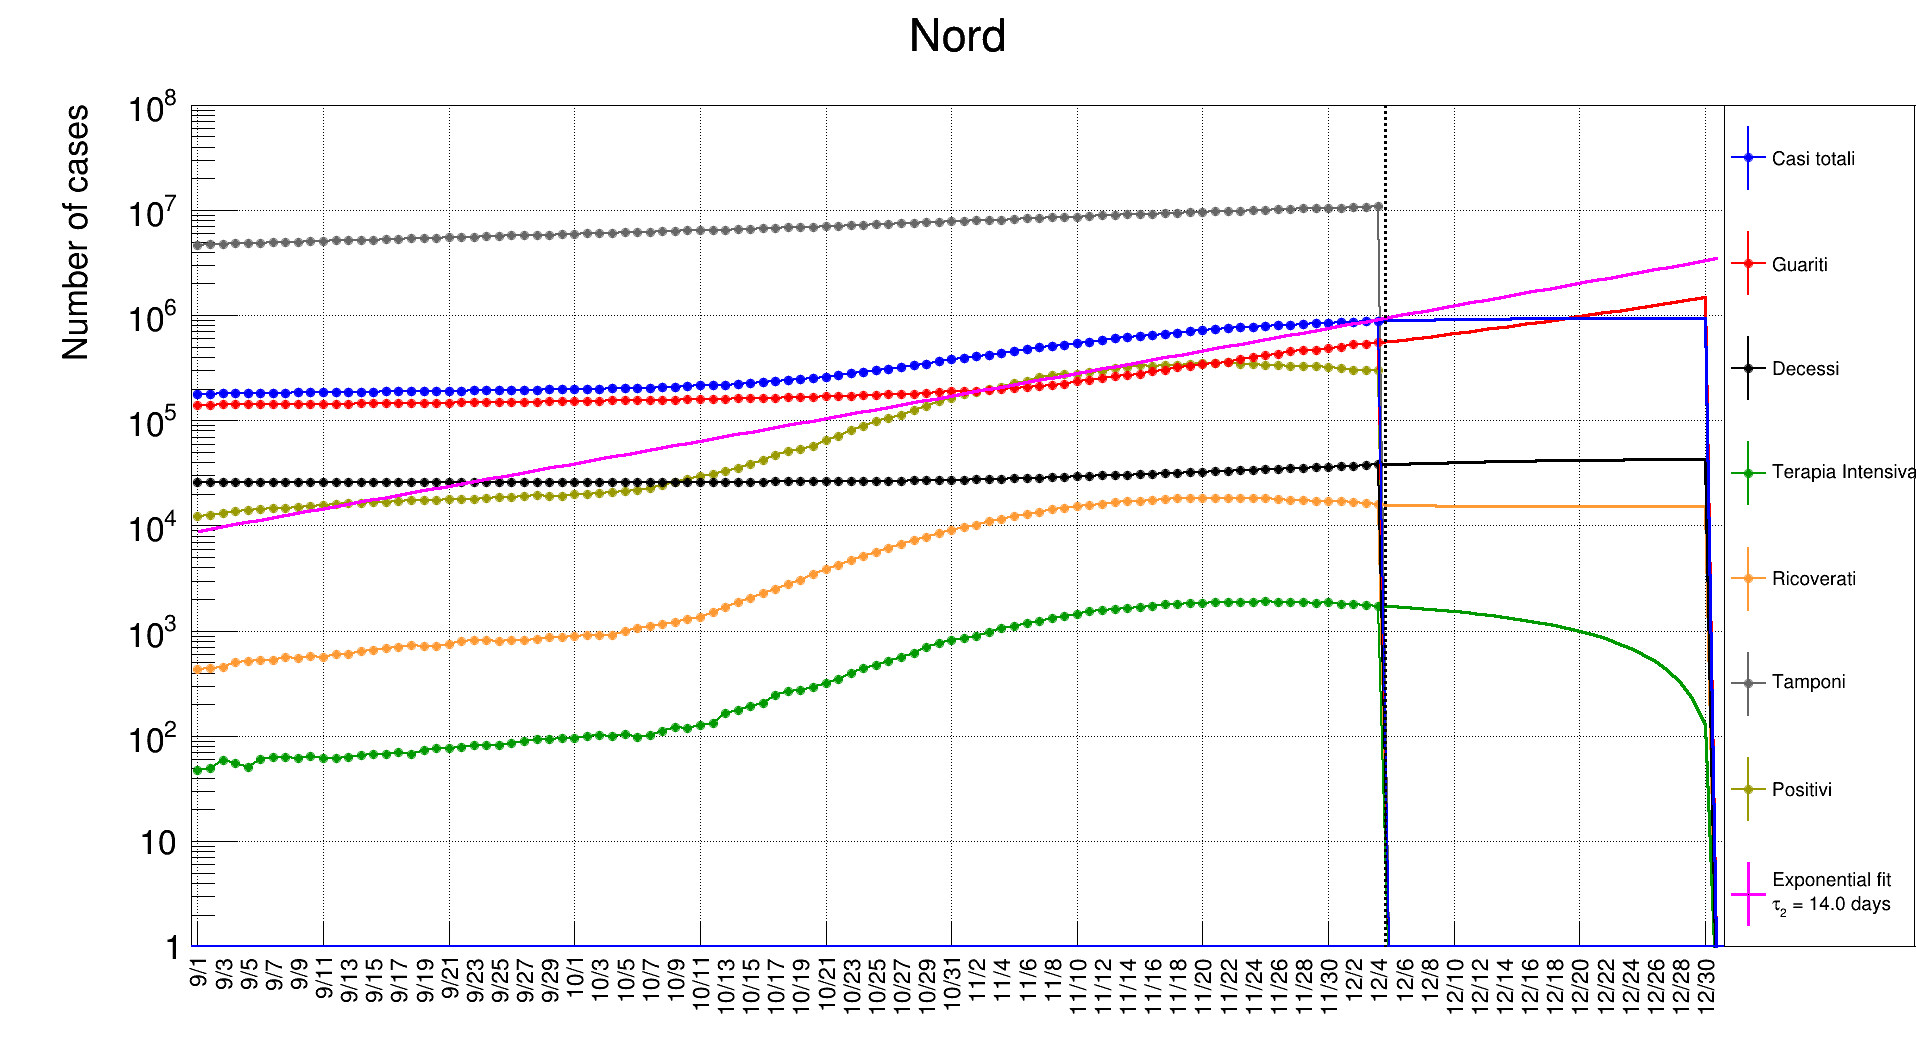 Nord
Number of cases
10^8
10^7
10^6
10^5
10^4
10^3
10^2
10
1
9/1 9/3 9/5 9/7 9/9 9/11 9/13 9/15 9/17 9/19 9/21 9/23 9/25 9/27 9/29 10/1 10/3 10/5 10/7 10/9 10/11 10/13 10/15 10/17 10/19 10/21 10/23 10/25 10/27 10/29 10/31 11/2 11/4 11/6 11/8 11/10 11/12 11/14 11/16 11/18 11/20 11/22 11/24 11/26 11/28 11/30 12/2 12/4 12/6 12/8 12/10 12/12 12/14 12/16 12/18 12/20 12/22 12/24 12/26 12/28 12/30
Casi totali
Guariti
Decessi
Terapia Intensiva
Ricoverati
Tamponi
Positivi
Exponential fit
τ_2 = 14.0 days